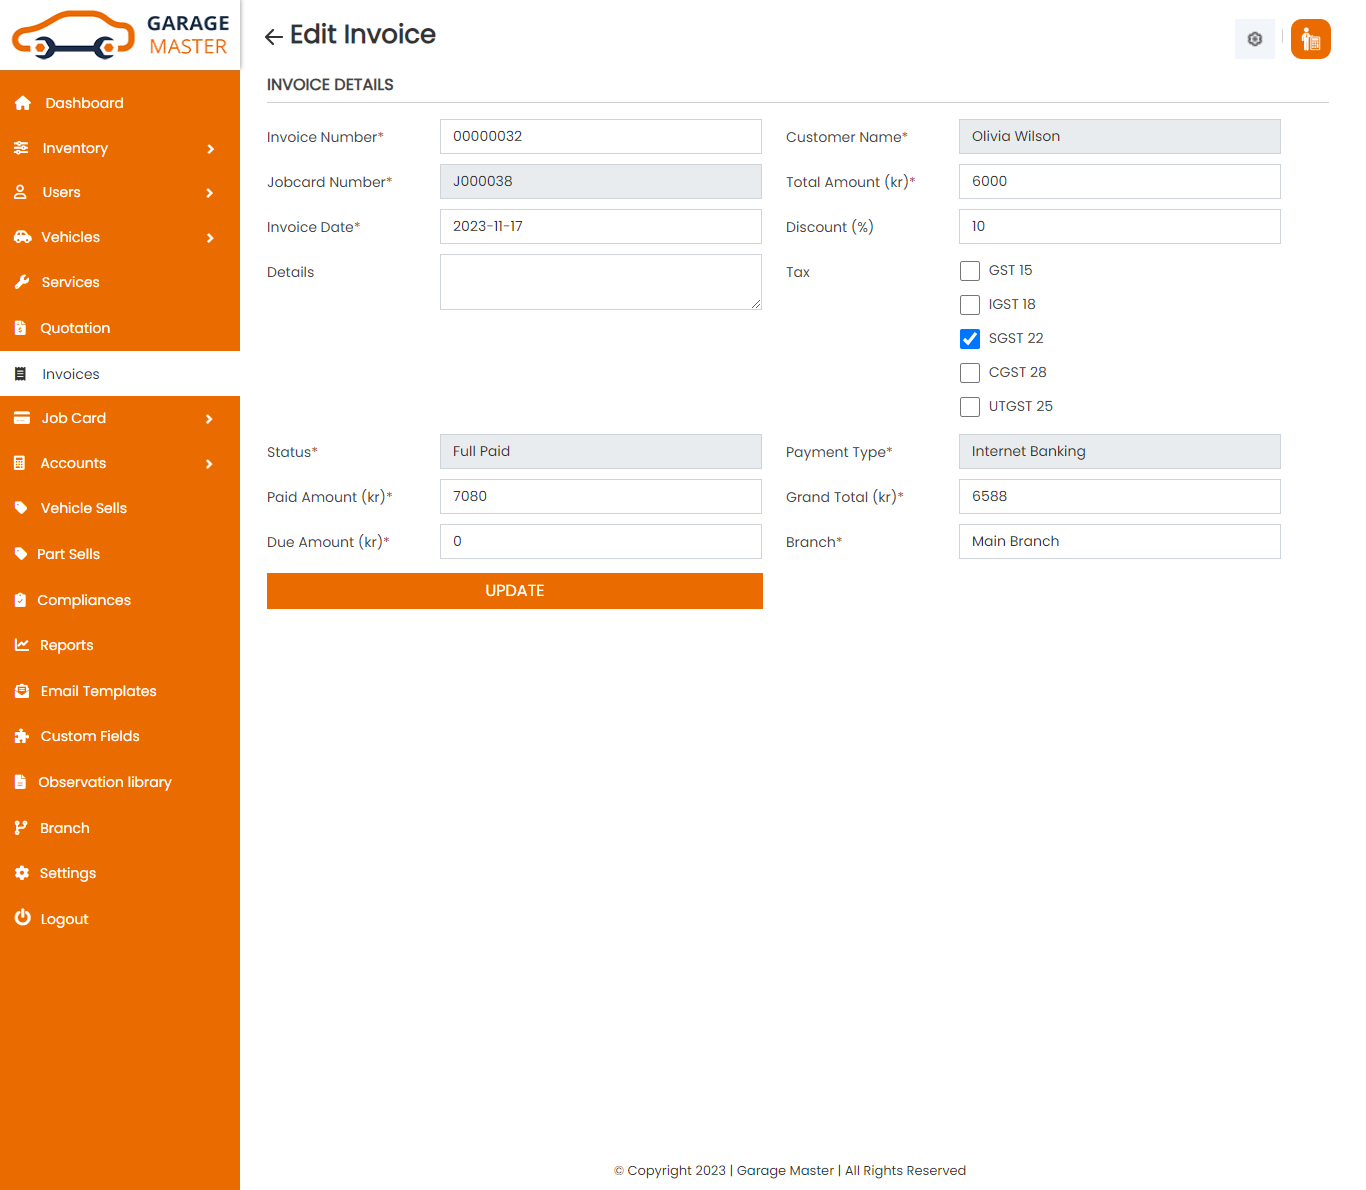 GARAGE
MASTER
Dashboard
Inventory
Users
Vehicles
Services
Quotation
Invoices
Job Card
Accounts
Vehicle Sells
Part Sells
Compliances
Reports
Email Templates
Custom Fields
Observation library
Branch
Settings
Logout
Edit Invoice
INVOICE DETAILS
Invoice Number* 00000032 Customer Name* Olivia Wilson
Jobcard Number* J000038 Total Amount (kr)* 6000
Invoice Date* 2023-11-17 Discount (%) 10
Details Tax GST 15
IGST 18
SGST 22
CGST 28
UTGST 25
Status* Full Paid Payment Type* Internet Banking
Paid Amount (kr)* 7080 Grand Total (kr)* 6588
Due Amount (kr)* 0 Branch* Main Branch
UPDATE
© Copyright 2023 | Garage Master | All Rights Reserved